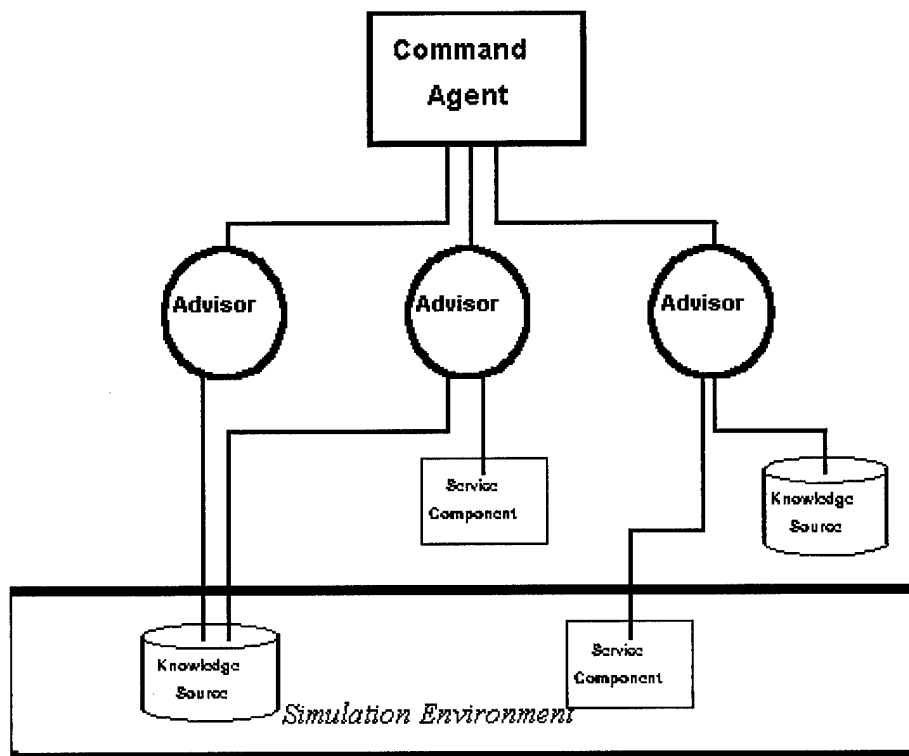 Command
Agent
Advisor
Advisor
Advisor
Service
Component
Knowledge
Source
Knowledge
Source
Service
Component
Simulation Environment